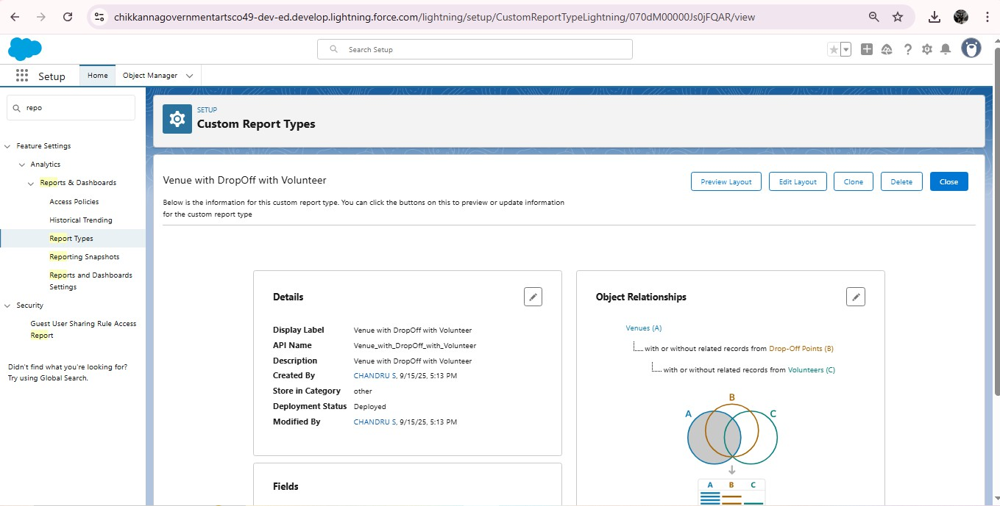 chikkannagovernmentartsco49-dev-ed.develop.lightning.force.com/lightning/setup/CustomReportTypeLightning/070dM00000Js0jFQAR/view
Search Setup
Setup
Home
Object Manager
repo
Feature Settings
Analytics
Reports & Dashboards
Access Policies
Historical Trending
Report Types
Reporting Snapshots
Reports and Dashboards
Settings
Security
Guest User Sharing Rule Access
Report
Didn't find what you're looking for?
Try using Global Search.
SETUP
Custom Report Types
Venue with DropOff with Volunteer
Preview Layout
Edit Layout
Clone
Delete
Close
Below is the information for this custom report type. You can click the buttons on this to preview or update information
for the custom report type
Details
Display Label Venue with DropOff with Volunteer
API Name Venue_with_DropOff_with_Volunteer
Description Venue with DropOff with Volunteer
Created By CHANDRU S, 9/15/25, 5:13 PM
Store in Category other
Deployment Status Deployed
Modified By CHANDRU S, 9/15/25, 5:13 PM
Fields
Object Relationships
Venues (A)
with or without related records from Drop-Off Points (B)
with or without related records from Volunteers (C)
B
A C
A B C